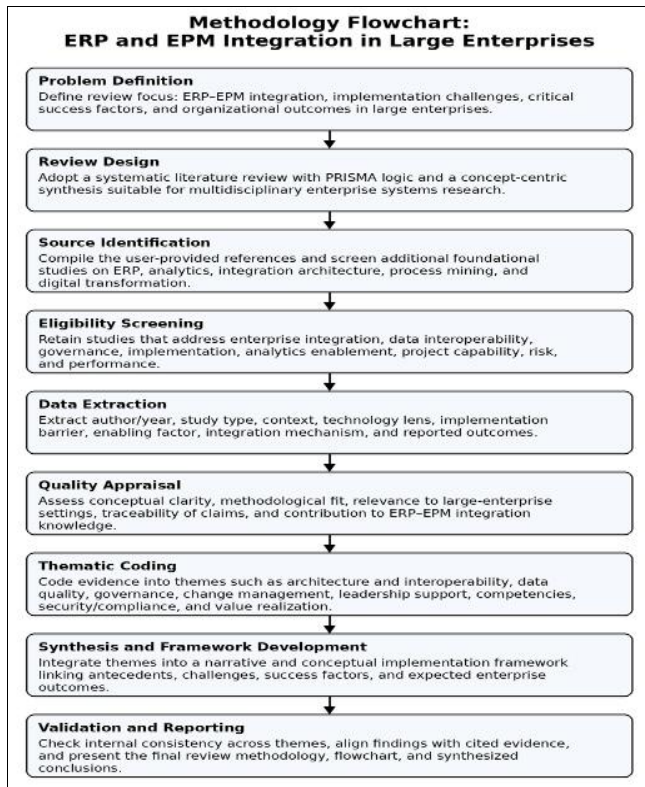 Methodology Flowchart:
ERP and EPM Integration in Large Enterprises
Problem Definition
Define review focus: ERP–EPM integration, implementation challenges, critical
success factors, and organizational outcomes in large enterprises.
Review Design
Adopt a systematic literature review with PRISMA logic and a concept-centric
synthesis suitable for multidisciplinary enterprise systems research.
Source Identification
Compile the user-provided references and screen additional foundational
studies on ERP, analytics, integration architecture, process mining, and
digital transformation.
Eligibility Screening
Retain studies that address enterprise integration, data interoperability,
governance, implementation, analytics enablement, project capability, risk,
and performance.
Data Extraction
Extract author/year, study type, context, technology lens, implementation
barrier, enabling factor, integration mechanism, and reported outcomes.
Quality Appraisal
Assess conceptual clarity, methodological fit, relevance to large-enterprise
settings, traceability of claims, and contribution to ERP–EPM integration
knowledge.
Thematic Coding
Code evidence into themes such as architecture and interoperability, data
quality, governance, change management, leadership support, competencies,
security/compliance, and value realization.
Synthesis and Framework Development
Integrate themes into a narrative and conceptual implementation framework
linking antecedents, challenges, success factors, and expected enterprise
outcomes.
Validation and Reporting
Check internal consistency across themes, align findings with cited evidence,
and present the final review methodology, flowchart, and synthesized
conclusions.